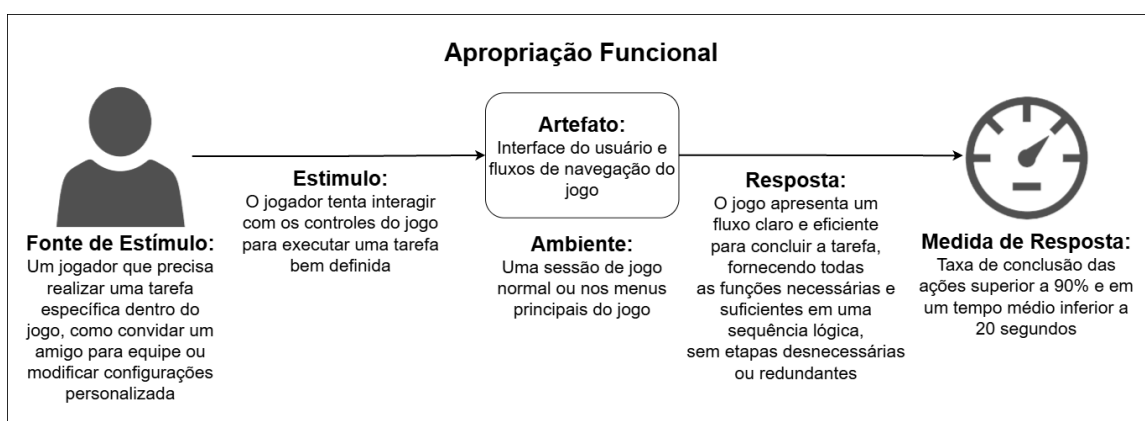 Apropriação Funcional
Fonte de Estímulo:
Um jogador que precisa
realizar uma tarefa
específica dentro do
jogo, como convidar um
amigo para equipe ou
modificar configurações
personalizada
Estimulo:
O jogador tenta interagir
com os controles do jogo
para executar uma tarefa
bem definida
Artefato:
Interface do usuário e
fluxos de navegação do
jogo
Ambiente:
Uma sessão de jogo
normal ou nos menus
principais do jogo
Resposta:
O jogo apresenta um
fluxo claro e eficiente
para concluir a tarefa,
fornecendo todas
as funções necessárias e
suficientes em uma
sequência lógica,
sem etapas desnecessárias
ou redundantes
Medida de Resposta:
Taxa de conclusão das
ações superior a 90% e em
um tempo médio inferior a
20 segundos